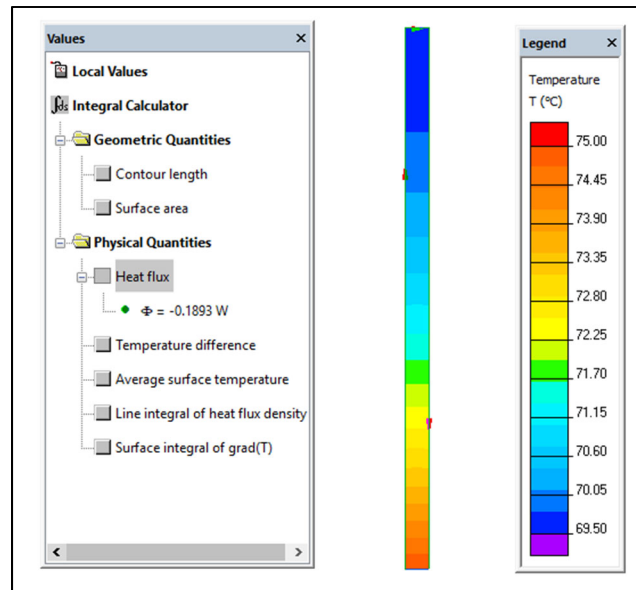 Values
Local Values
Integral Calculator
Geometric Quantities
Contour length
Surface area
Physical Quantities
Heat flux
Φ = -0.1893 W
Temperature difference
Average surface temperature
Line integral of heat flux density
Surface integral of grad(T)
Legend
Temperature
T (°C)
75.00
74.45
73.90
73.35
72.80
72.25
71.70
71.15
70.60
70.05
69.50